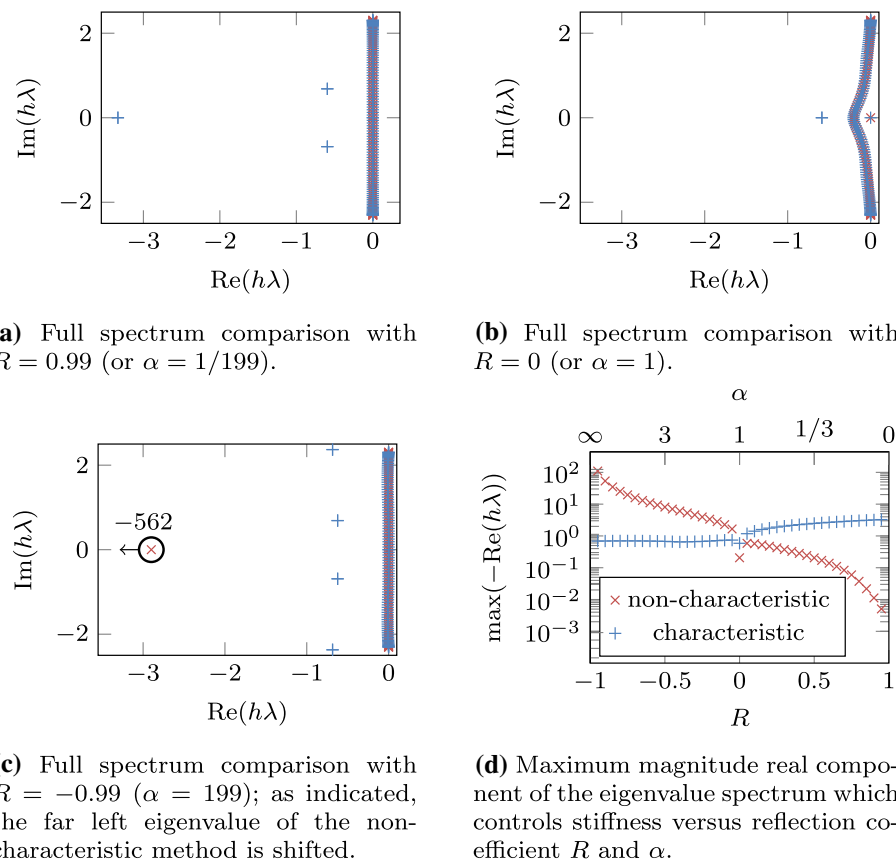 2
0
−2
Im(hλ)
−3 −2 −1 0
Re(hλ)
2
0
−2
Im(hλ)
−3 −2 −1 0
Re(hλ)
a) Full spectrum comparison with
R = 0.99 (or α = 1/199).
(b) Full spectrum comparison with
R = 0 (or α = 1).
2
0
−2
Im(hλ)
−562
−3 −2 −1 0
Re(hλ)
α
∞ 3 1 1/3 0
10² 
10¹
10⁰
10⁻¹
10⁻²
10⁻³
max(−Re(hλ))
non-characteristic
characteristic
−1 −0.5 0 0.5 1
R
(c) Full spectrum comparison with
R = −0.99 (α = 199); as indicated,
the far left eigenvalue of the non-
characteristic method is shifted.
(d) Maximum magnitude real compo-
nent of the eigenvalue spectrum which
controls stiffness versus reflection co-
efficient R and α.